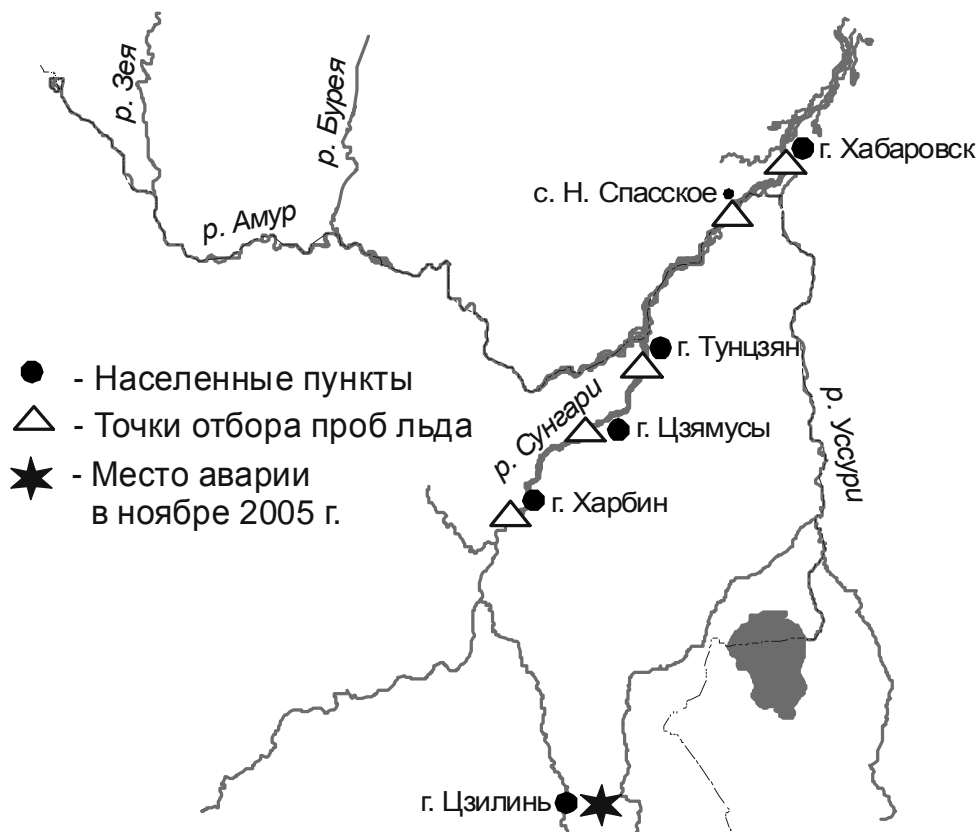 р. Зея
р. Бурея
г. Хабаровск
с. Н. Спасское
р. Амур
г. Тунцзян
- Населенные пункты
- Точки отбора проб льда
р. Сунгари
г. Цзямусы
р. Уссури
- Место аварии
в ноябре 2005 г.
г. Харбин
г. Цзилинь